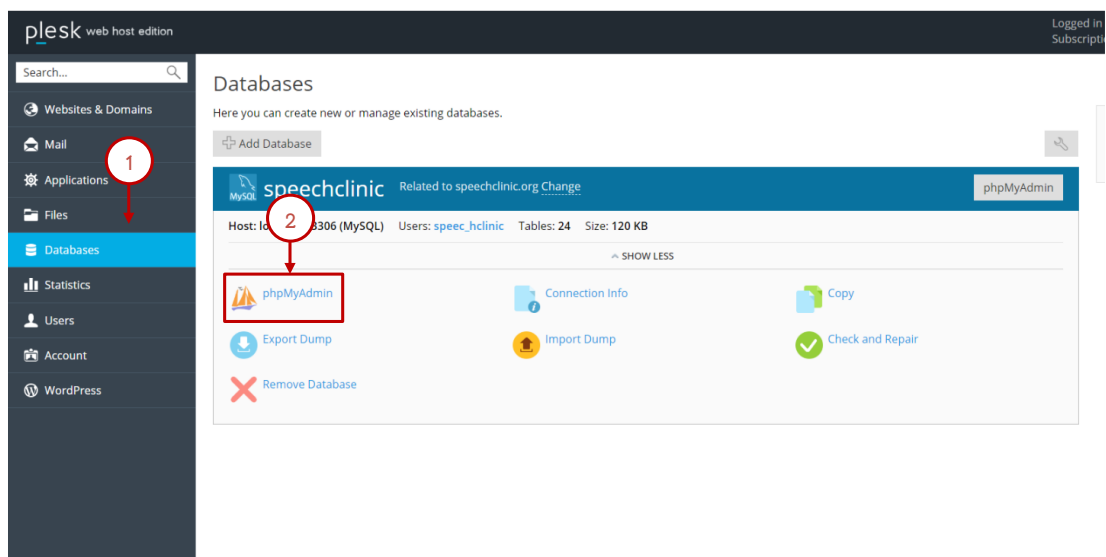 plesk web host edition
Logged in
Subscripti
Search...
Websites & Domains
Mail
Applications
Files
Databases
Statistics
Users
Account
WordPress
1
Databases
Here you can create new or manage existing databases.
Add Database
MySQL speechclinic Related to speechclinic.org Change phpMyAdmin
Host: lo 3306 (MySQL) Users: speec_hclinic Tables: 24 Size: 120 KB
2
SHOW LESS
phpMyAdmin Connection Info Copy
Export Dump Import Dump Check and Repair
Remove Database